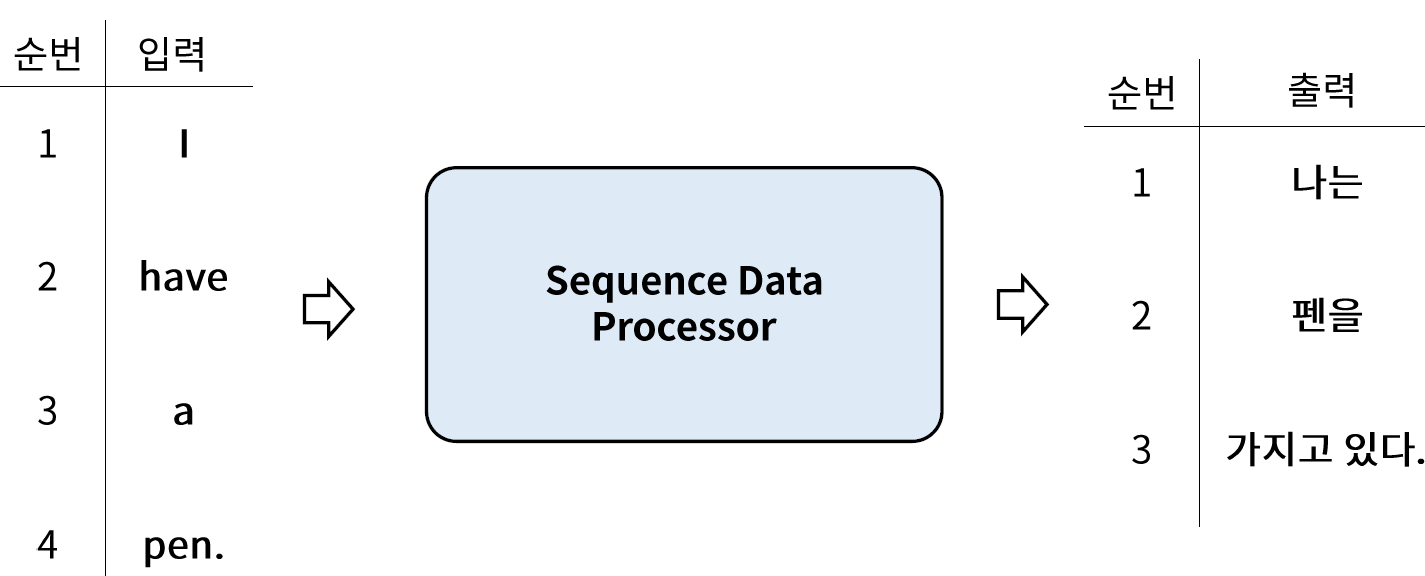 순번 입력
1 I
2 have
3 a
4 pen.
Sequence Data
Processor
순번 출력
1 나는
2 펜을
3 가지고 있다.